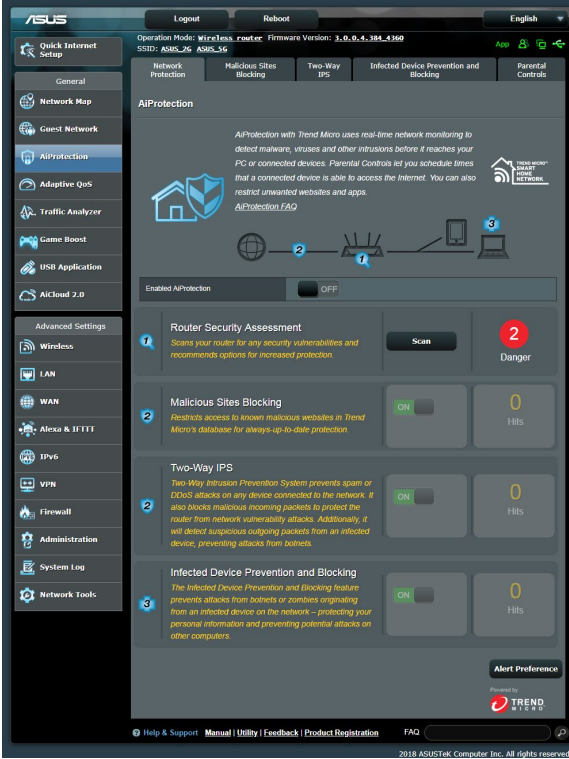 ASUS
Logout
Reboot
English
Operation Mode: Wireless router Firmware Version: 3.0.0.4.384_4360
SSID: ASUS_2G ASUS_5G
App
Quick Internet
Setup
General
Network Map
Guest Network
AiProtection
Adaptive QoS
Traffic Analyzer
Game Boost
USB Application
AiCloud 2.0
Advanced Settings
Wireless
LAN
WAN
Alexa & IFTTT
IPv6
VPN
Firewall
Administration
System Log
Network Tools
Network
Protection
Malicious Sites
Blocking
Two-Way
IPS
Infected Device Prevention and
Blocking
Parental
Controls
AiProtection
AiProtection with Trend Micro uses real-time network monitoring to
detect malware, viruses and other intrusions before it reaches your
PC or connected devices. Parental Controls let you schedule times
that a connected device is able to access the Internet. You can also
restrict unwanted websites and apps.
AiProtection FAQ
TREND MICRO™
SMART
HOME
NETWORK
2
1
3
Enabled AiProtection
OFF
1
Router Security Assessment
Scans your router for any security vulnerabilities and
recommends options for increased protection.
Scan
2
Danger
2
Malicious Sites Blocking
Restricts access to known malicious websites in Trend
Micro's database for always-up-to-date protection.
ON
0
Hits
2
Two-Way IPS
Two-Way Intrusion Prevention System prevents spam or
DDoS attacks on any device connected to the network. It
also blocks malicious incoming packets to protect the
router from network vulnerability attacks. Additionally, it
will detect suspicious outgoing packets from an infected
device, preventing attacks from botnets.
ON
0
Hits
3
Infected Device Prevention and Blocking
The Infected Device Prevention and Blocking feature
prevents attacks from botnets or zombies originating
from an infected device on the network – protecting your
personal information and preventing potential attacks on
other computers.
ON
0
Hits
Alert Preference
Powered by
TREND
MICRO
Help & Support Manual | Utility | Feedback | Product Registration FAQ
2018 ASUSTeK Computer Inc. All rights reserved